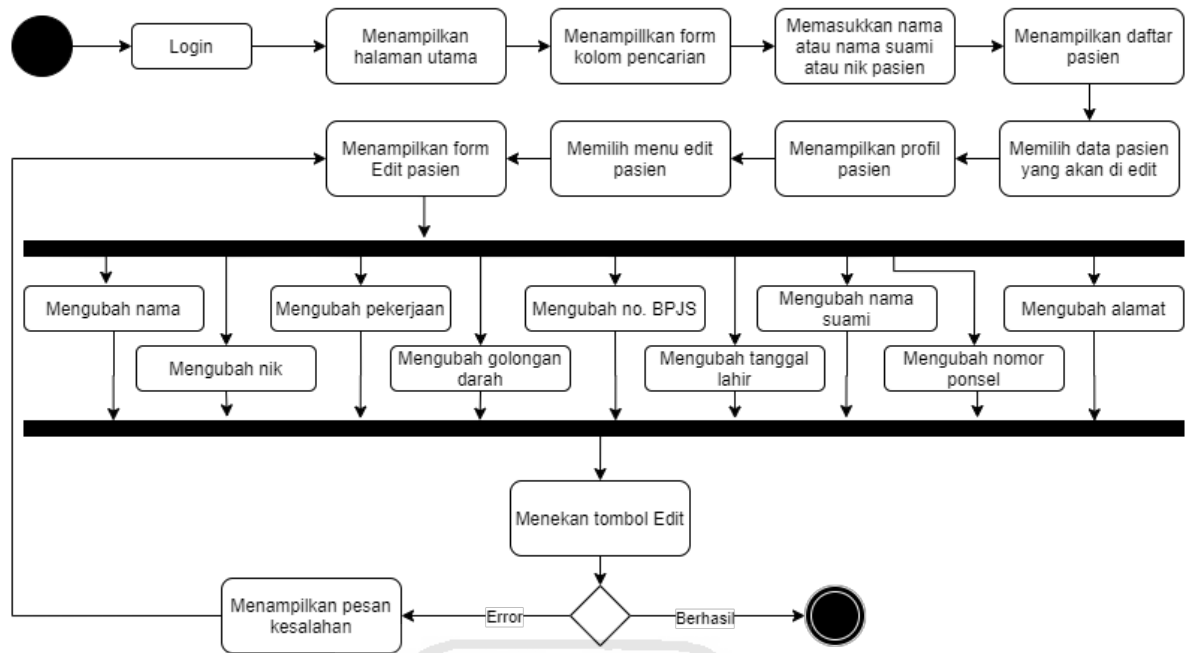 Login
Menampilkan
halaman utama
Menampillkan form
kolom pencarian
Memasukkan nama
atau nama suami
atau nik pasien
Menampilkan daftar
pasien
Menampilkan form
Edit pasien
Memilih menu edit
pasien
Menampilkan profil
pasien
Memilih data pasien
yang akan di edit
Mengubah nama
Mengubah nik
Mengubah pekerjaan
Mengubah golongan
darah
Mengubah no. BPJS
Mengubah tanggal
lahir
Mengubah nama
suami
Mengubah nomor
ponsel
Mengubah alamat
Menekan tombol Edit
Menampilkan pesan
kesalahan
Error
Berhasil